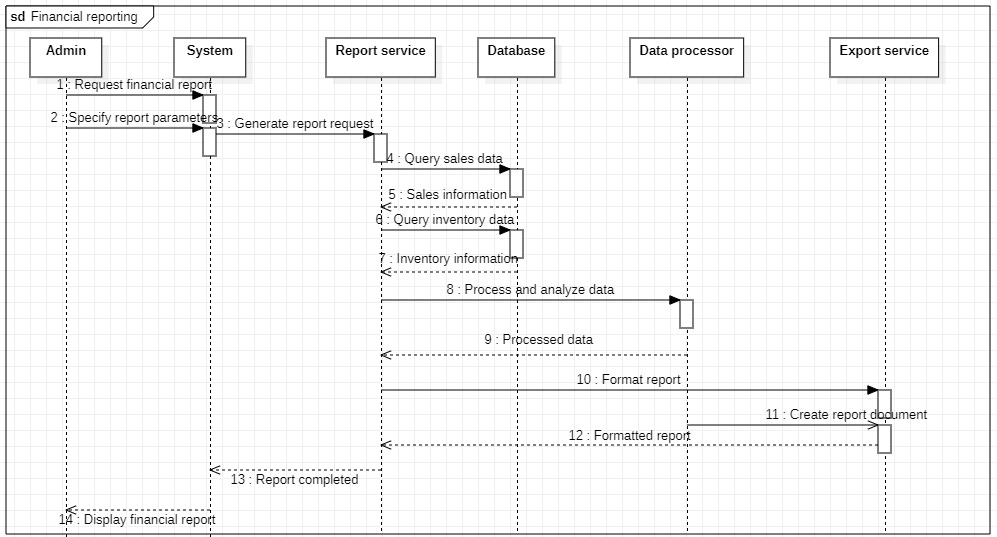 sd Financial reporting
Admin
System
Report service
Database
Data processor
Export service
1 : Request financial report
2 : Specify report parameters
3 : Generate report request
4 : Query sales data
5 : Sales information
6 : Query inventory data
7 : Inventory information
8 : Process and analyze data
9 : Processed data
10 : Format report
11 : Create report document
12 : Formatted report
13 : Report completed
14 : Display financial report